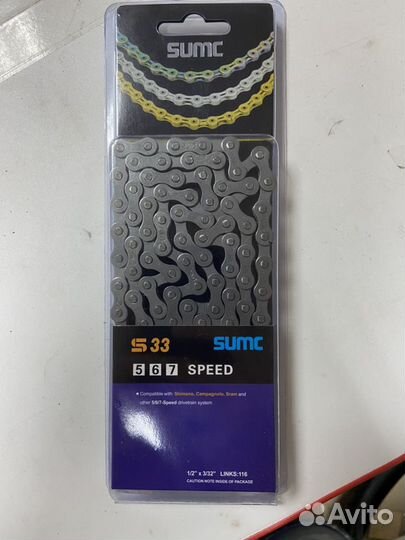 SUMC
S 33 SUMC
5 6 7 SPEED
Compatible with Shimano, Campagnolo, Sram and
other 5/6/7-Speed drivetrain system
1/2" x 3/32" LINKS:116
CAUTION NOTE INSIDE OF PACKAGE
Avito